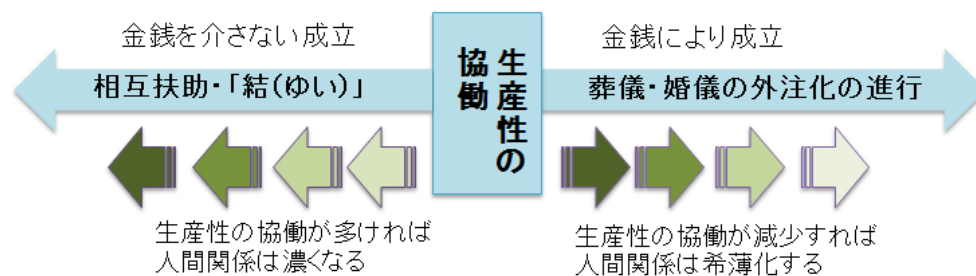 金銭を介さない成立
相互扶助・「結(ゆい)」
生産性の
協働
金銭により成立
葬儀・婚儀の外注化の進行
生産性の協働が多ければ
人間関係は濃くなる
生産性の協働が減少すれば
人間関係は希薄化する